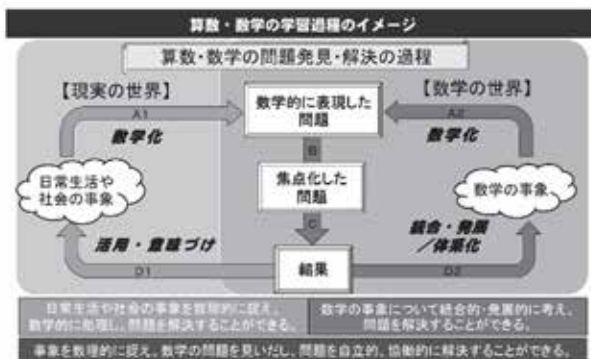 算数・数学の学習過程のイメージ
算数・数学の問題発見・解決の過程
【現実の世界】
【数学の世界】
A1
数学的に表現した
問題
A2
数学化
数学化
B
日常生活や
社会の事象
焦点化した
問題
数学の事象
C
活用・意味づけ
統合・発展
／体系化
D1
結果
D2
日常生活や社会の事象を数理的に捉え、
数学的に処理し、問題を解決することができる。
数学の事象について統合的・発展的に考え、
問題を解決することができる。
事象を数理的に捉え、数学の問題を見いだし、問題を自立的、協働的に解決することができる。